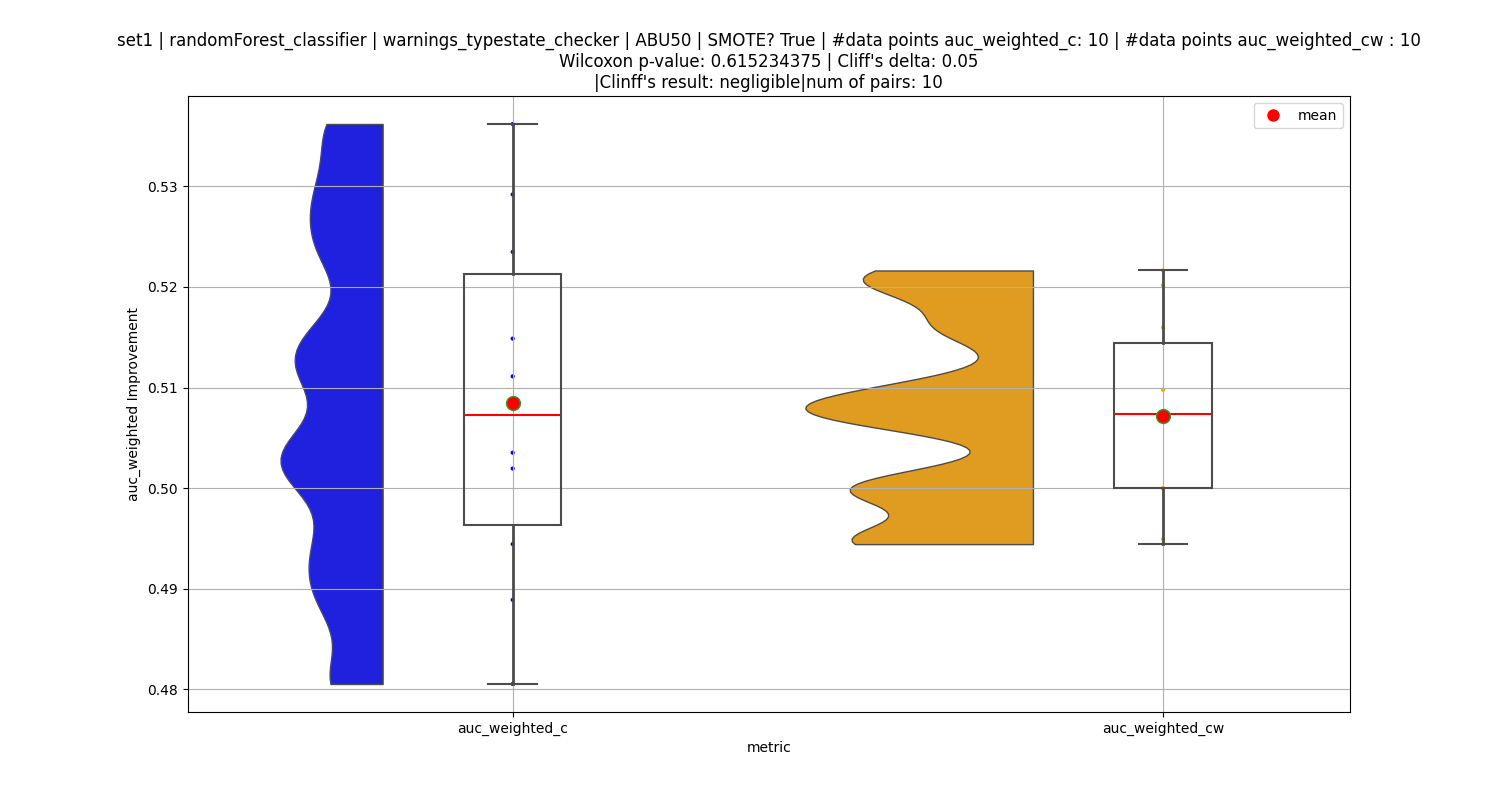 set1 | randomForest_classifier | warnings_typestate_checker | ABU50 | SMOTE? True | #data points auc_weighted_c: 10 | #data points auc_weighted_cw : 10
Wilcoxon p-value: 0.615234375 | Cliff's delta: 0.05
|Clinff's result: negligible|num of pairs: 10
mean
auc_weighted Improvement
0.53
0.52
0.51
0.50
0.49
0.48
auc_weighted_c
auc_weighted_cw
metric